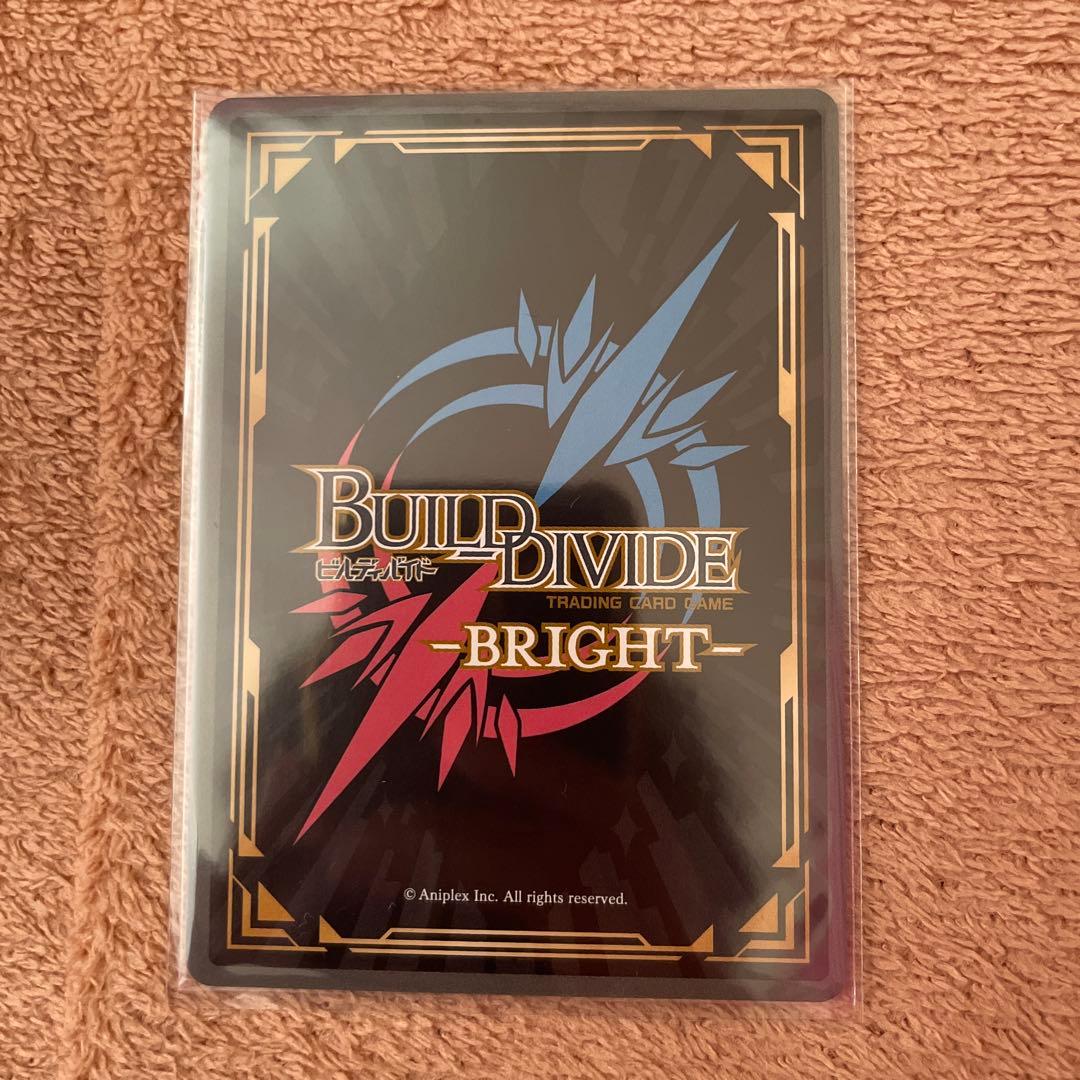 BUILD DIVIDE
ビルディバイド
TRADING CARD GAME
-BRIGHT-
© Aniplex Inc. All rights reserved.